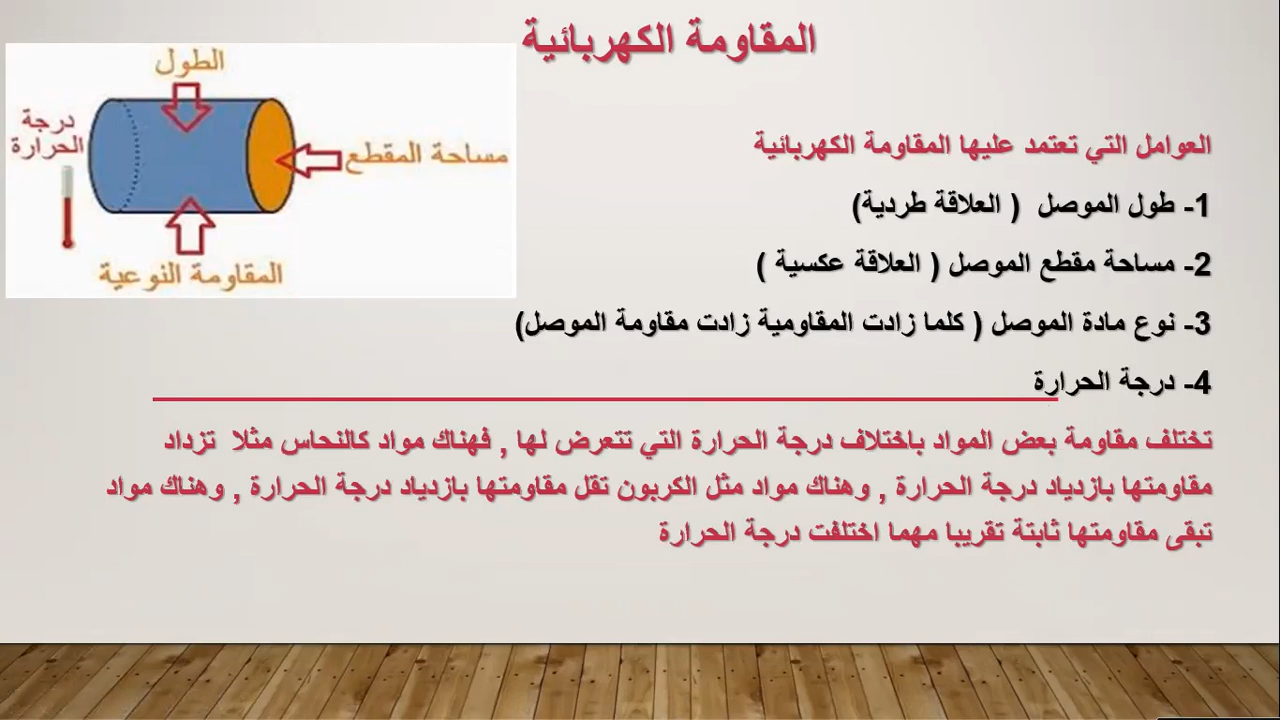 المقاومة الكهربائية
الطول
درجة
الحرارة
مساحة المقطع
المقاومة النوعية
العوامل التي تعتمد عليها المقاومة الكهربائية
1- طول الموصل ( العلاقة طردية)
2- مساحة مقطع الموصل ( العلاقة عكسية )
3- نوع مادة الموصل ( كلما زادت المقاومية زادت مقاومة الموصل)
4- درجة الحرارة
تختلف مقاومة بعض المواد باختلاف درجة الحرارة التي تتعرض لها , فهناك مواد كالنحاس مثلا تزداد
مقاومتها بازدياد درجة الحرارة , وهناك مواد مثل الكربون تقل مقاومتها بازدياد درجة الحرارة , وهناك مواد
تبقى مقاومتها ثابتة تقريبا مهما اختلفت درجة الحرارة